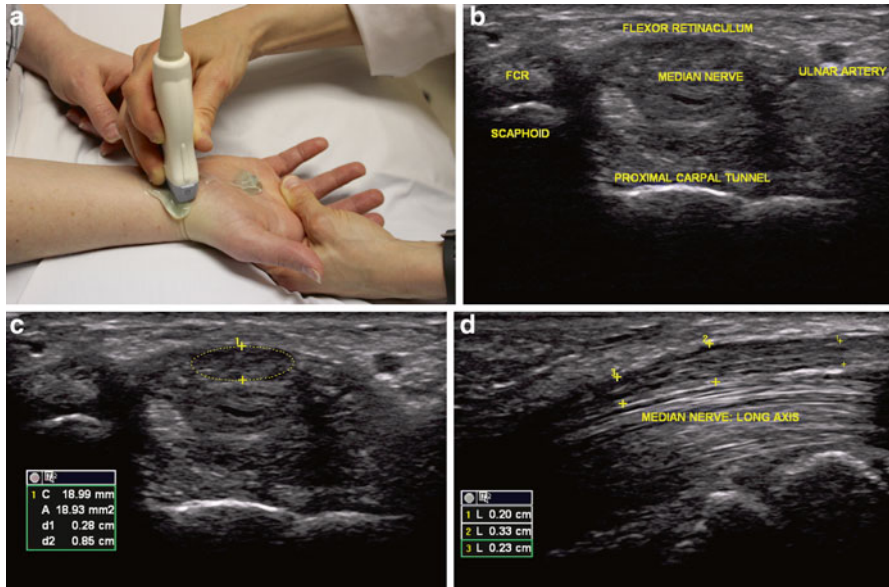 a
b
FLEXOR RETINACULUM
FCR
MEDIAN NERVE
ULNAR ARTERY
SCAPHOID
PROXIMAL CARPAL TUNNEL
c
1
1 C 18.99 mm
A 18.93 mm2
d1 0.28 cm
d2 0.85 cm
d
2
MEDIAN NERVE: LONG AXIS
1 L 0.20 cm
2 L 0.33 cm
3 L 0.23 cm